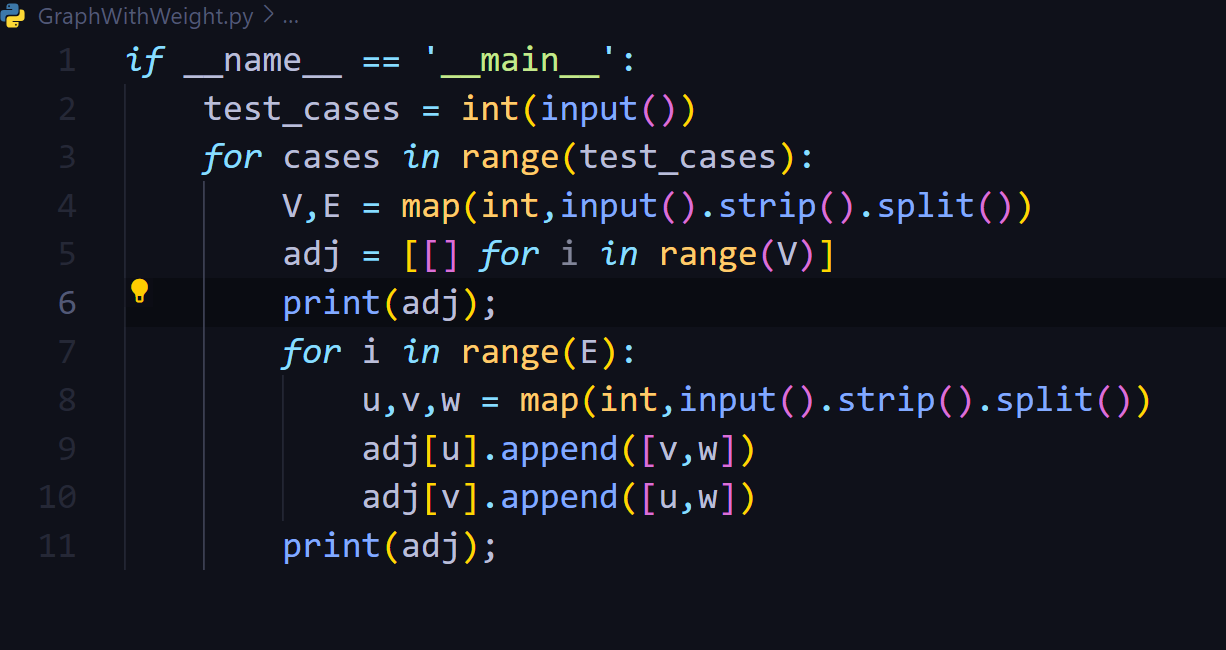 GraphWithWeight.py > ...
1 if __name__ == '__main__':
2     test_cases = int(input())
3     for cases in range(test_cases):
4         V,E = map(int,input().strip().split())
5         adj = [[] for i in range(V)]
6         print(adj);
7         for i in range(E):
8             u,v,w = map(int,input().strip().split())
9             adj[u].append([v,w])
10             adj[v].append([u,w])
11         print(adj);